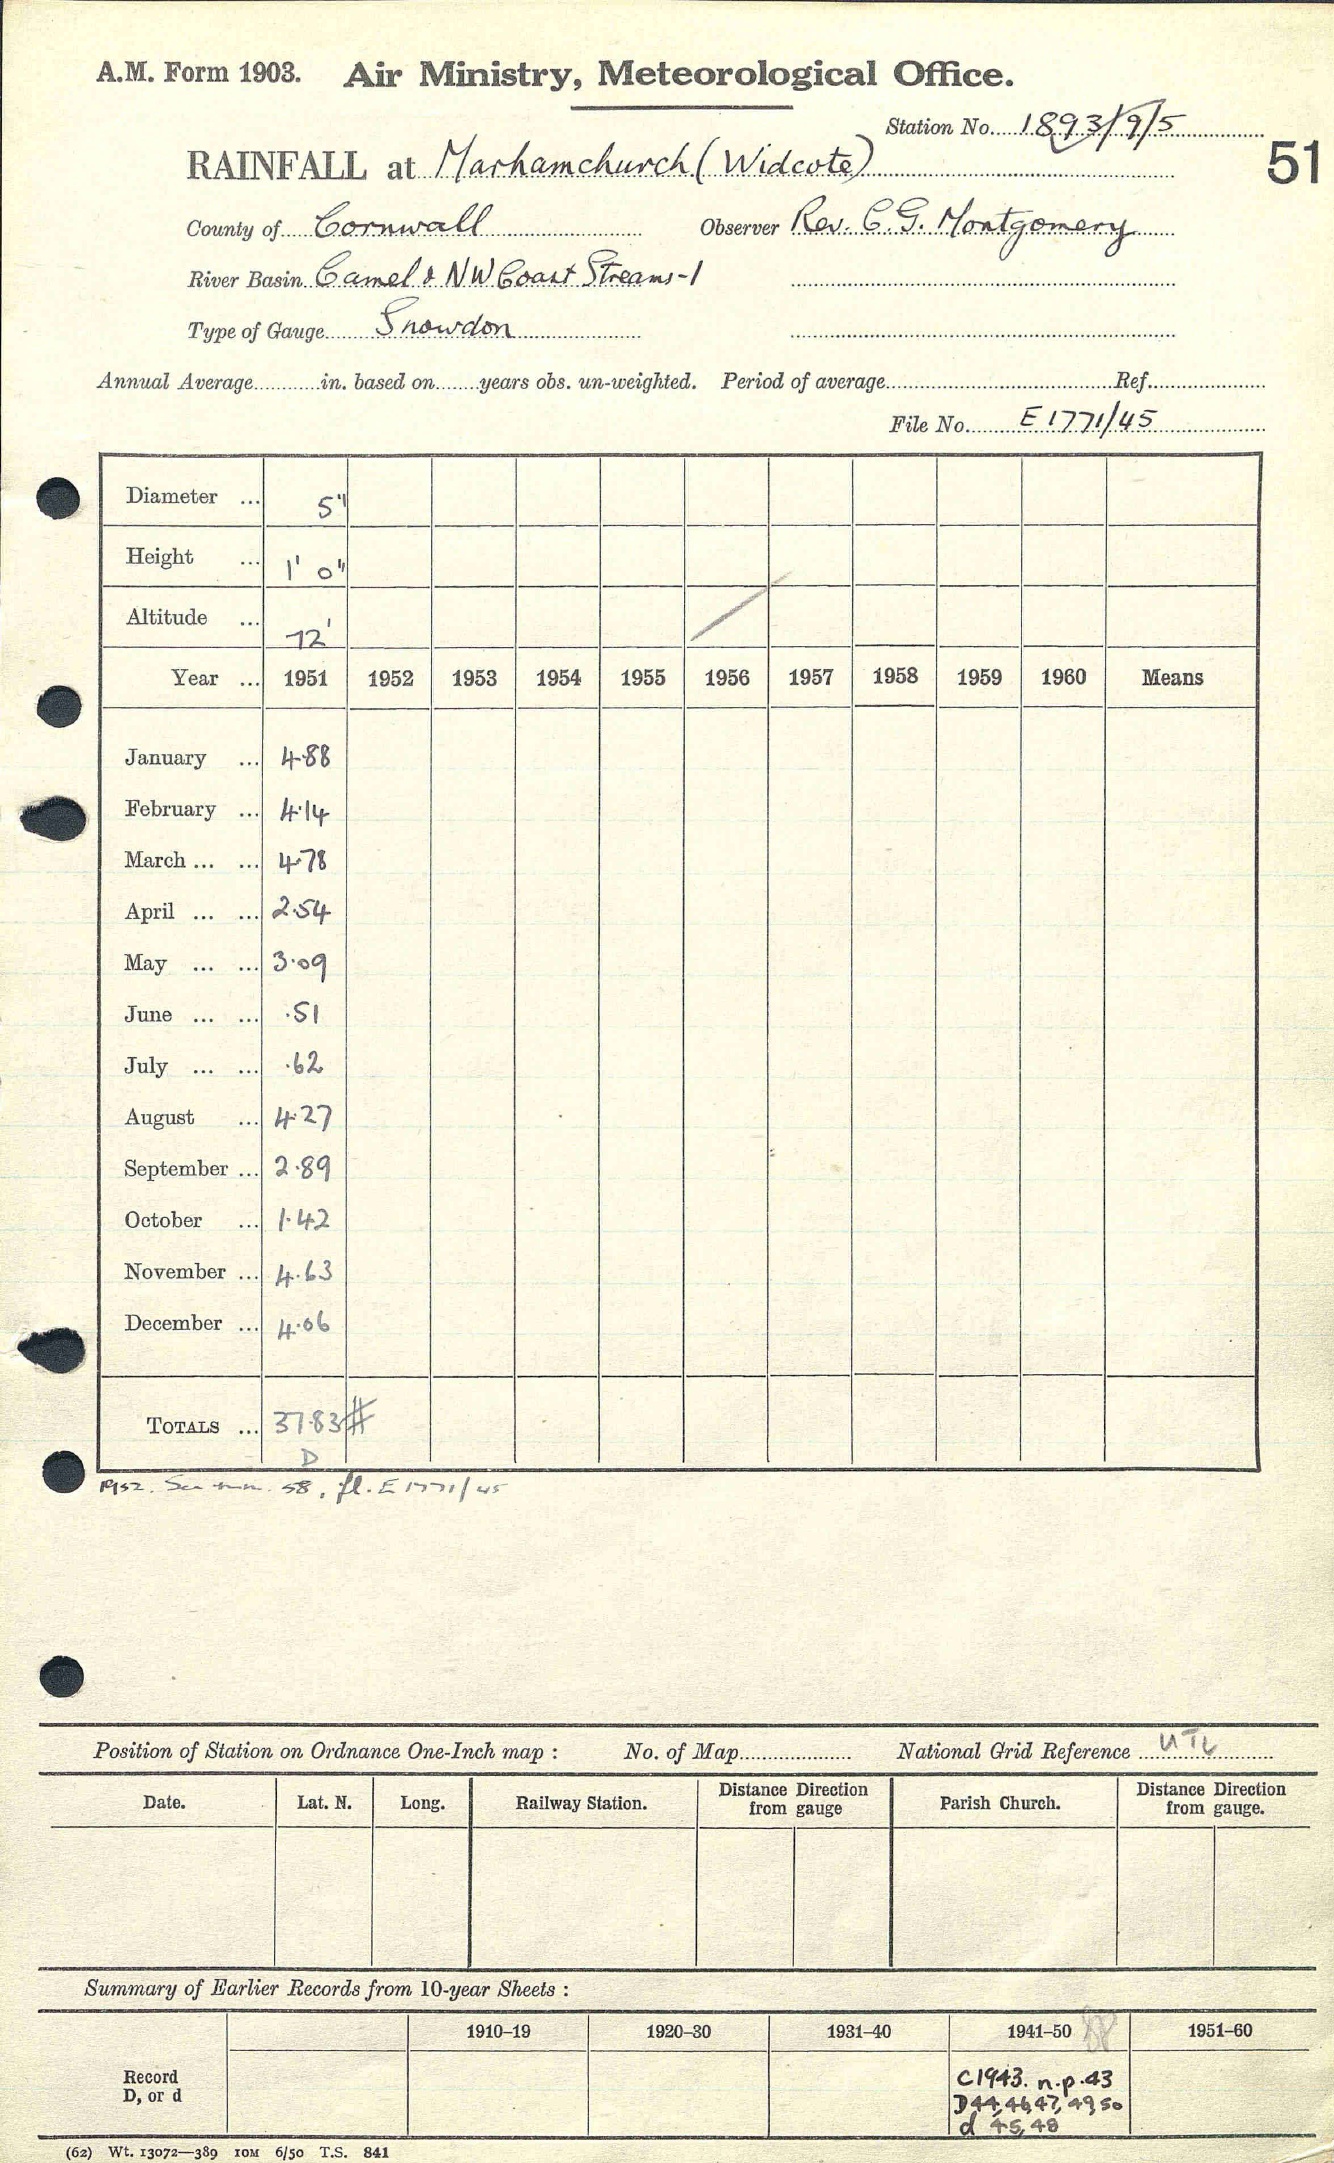 A.M. Form 1903. Air Ministry, Meteorological Office.
Station No. 1893/9/5
51
RAINFALL at Marhamchurch (Widcote)
County of Cornwall Observer Rev. C. G. Montgomery
River Basin Camel & NW Coast Streams-1
Type of Gauge Snowdon
Annual Average in. based on years obs. un-weighted. Period of average Ref.
File No. E 1771/45
Diameter ... 5"
Height ... 1' 0"
Altitude ... 72'
Year ... 1951 1952 1953 1954 1955 1956 1957 1958 1959 1960 Means
January ... 4.88
February ... 4.14
March ... ... 4.78
April ... ... 2.54
May ... ... 3.09
June ... ... .51
July ... ... .62
August ... 4.27
September ... 2.89
October ... 1.42
November ... 4.63
December ... 4.06
TOTALS ... 37.83 #
D
1952. See 58, fl. E 1771/45
Position of Station on Ordnance One-Inch map : No. of Map National Grid Reference
Date. Lat. N. Long. Railway Station. Distance Direction from gauge Parish Church. Distance Direction from gauge.
Summary of Earlier Records from 10-year Sheets :
1910-19 1920-30 1931-40 1941-50 1951-60
Record D, or d
C1943. n.p.43
D44,46,47,49,50
d 45,48
(62) Wt. 13072—389 10M 6/50 T.S. 841